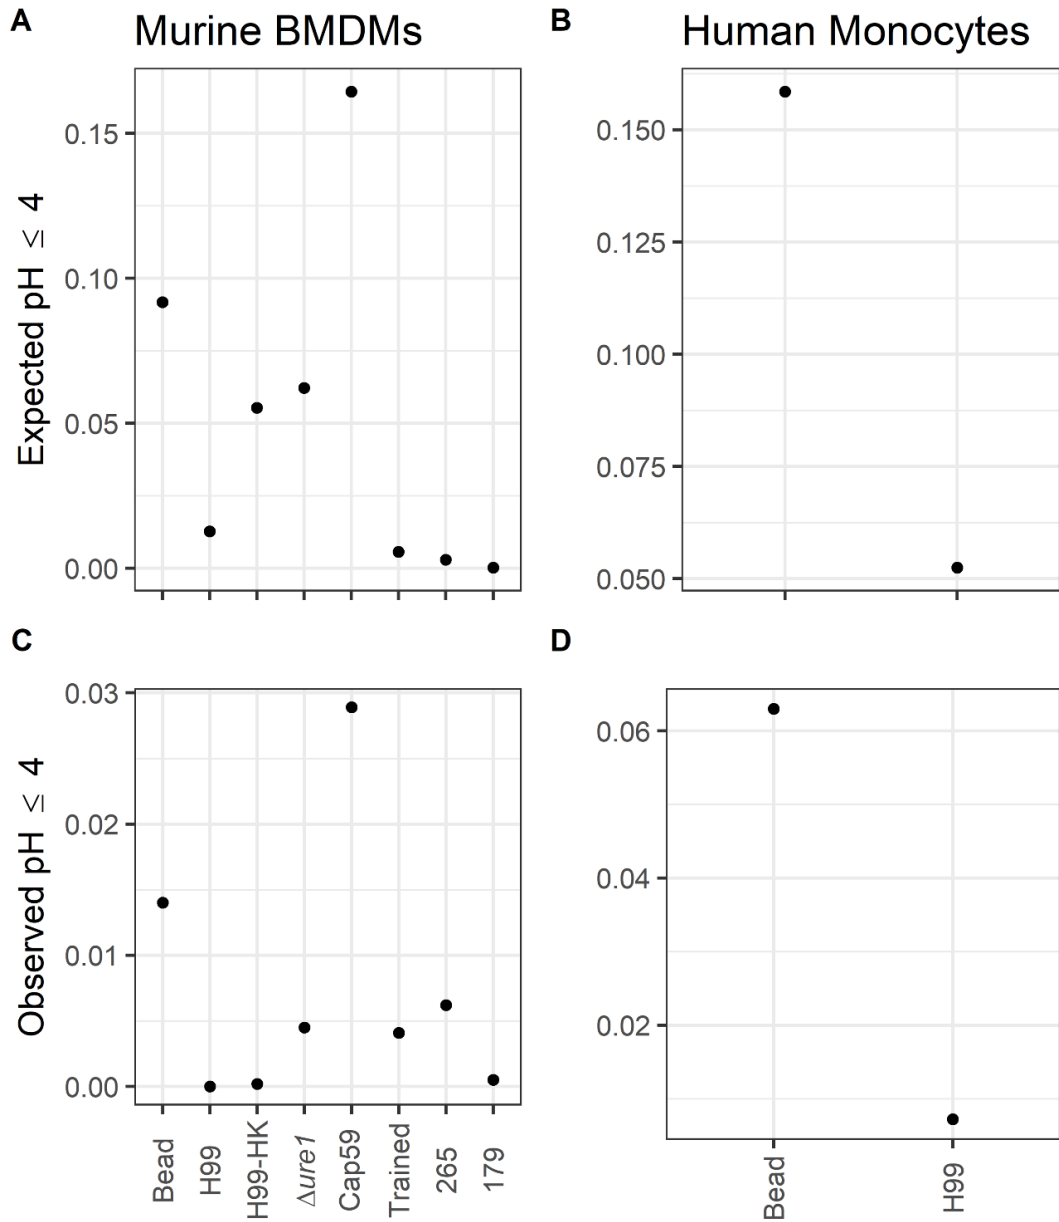 A Murine BMDMs
B Human Monocytes
Expected pH ≤ 4
0.15
0.10
0.05
0.00
0.150
0.125
0.100
0.075
0.050
C
D
Observed pH ≤ 4
0.03
0.02
0.01
0.00
Bead
H99
H99-HK
Δure1
Cap59
Trained
265
179
0.06
0.04
0.02
Bead
H99